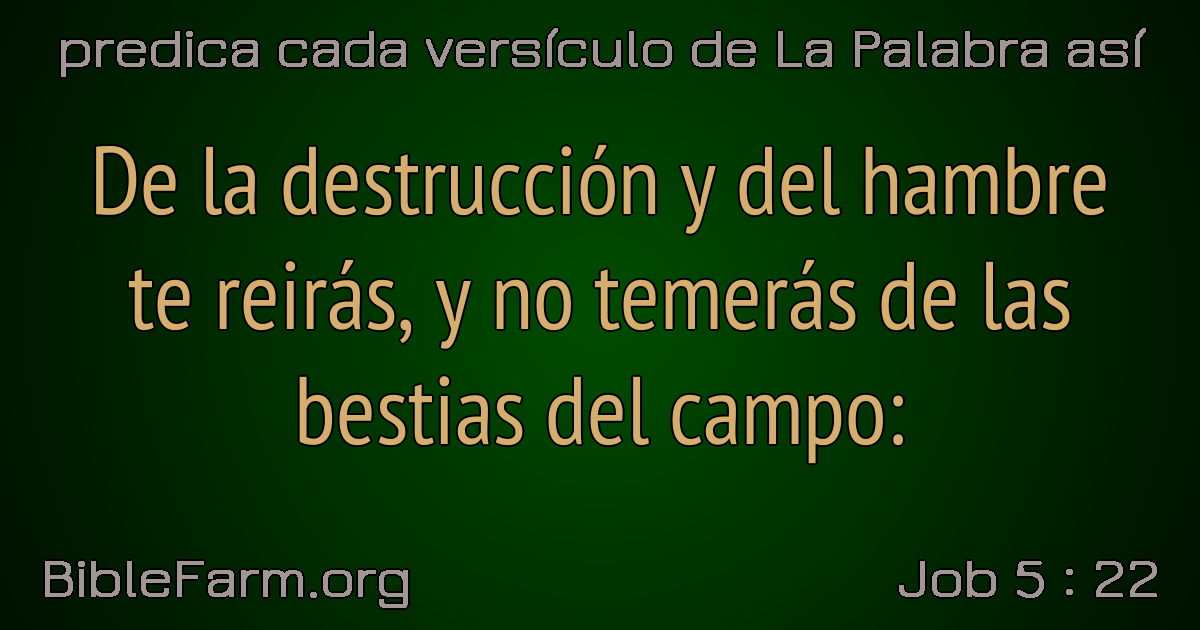 predica cada versículo de La Palabra así
De la destrucción y del hambre
te reirás, y no temerás de las
bestias del campo:
BibleFarm.org
Job 5 : 22